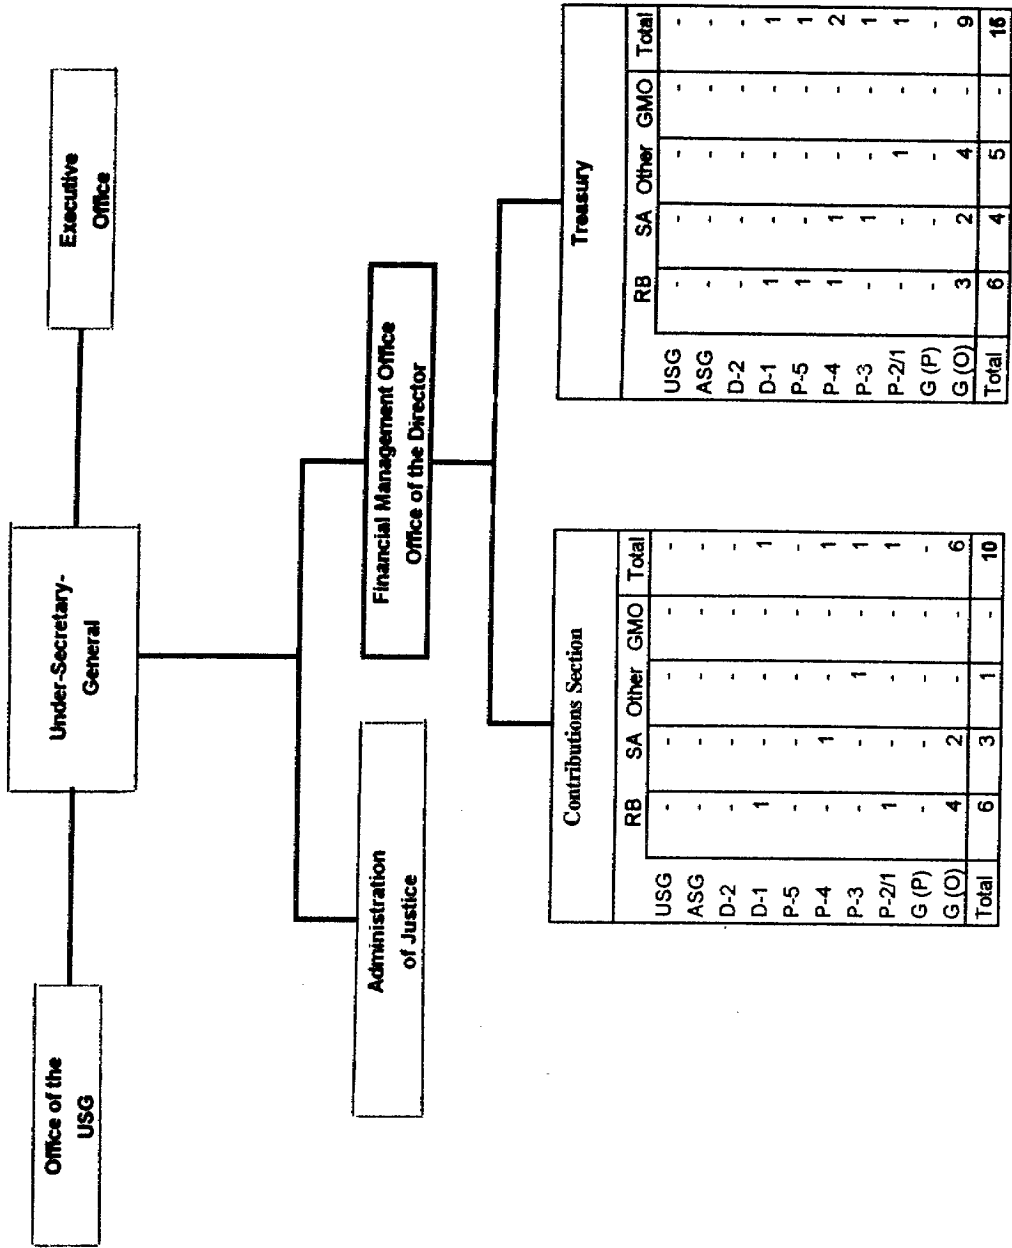 Office of the
USG
Under-Secretary-
General
Executive
Office
Administration
of Justice
Financial Management Office
Office of the Director
Contributions Section
RB SA Other GMO Total
USG - - - - -
ASG - - - - -
D-2 - - - - -
D-1 1 - - - 1
P-5 - - - - -
P-4 - 1 - - 1
P-3 - - 1 - 1
P-2/1 1 - - - 1
G (P) - - - - -
G (O) 4 2 - - 6
Total 6 3 1 - 10
Treasury
RB SA Other GMO Total
USG - - - - -
ASG - - - - -
D-2 - - - - -
D-1 1 - - - 1
P-5 1 - - - 1
P-4 1 1 - - 2
P-3 - 1 - - 1
P-2/1 - - 1 - 1
G (P) - - - - -
G (O) 3 2 4 - 9
Total 6 4 5 - 15